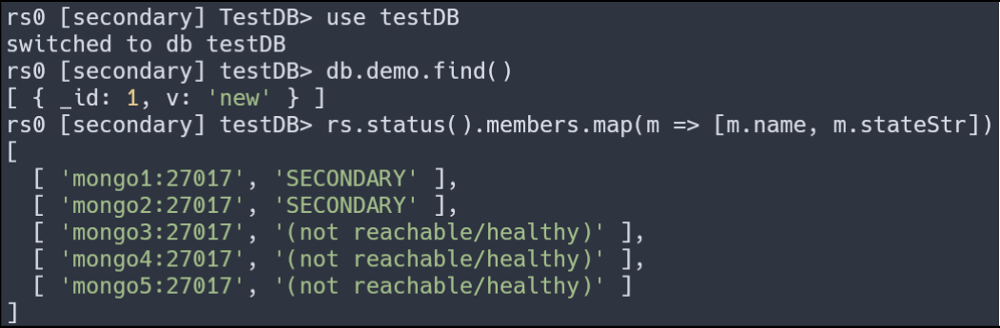 rs0 [secondary] TestDB> use testDB
switched to db testDB
rs0 [secondary] testDB> db.demo.find()
[ { _id: 1, v: 'new' } ]
rs0 [secondary] testDB> rs.status().members.map(m => [m.name, m.stateStr])
[
  [ 'mongo1:27017', 'SECONDARY' ],
  [ 'mongo2:27017', 'SECONDARY' ],
  [ 'mongo3:27017', '(not reachable/healthy)' ],
  [ 'mongo4:27017', '(not reachable/healthy)' ],
  [ 'mongo5:27017', '(not reachable/healthy)' ]
]